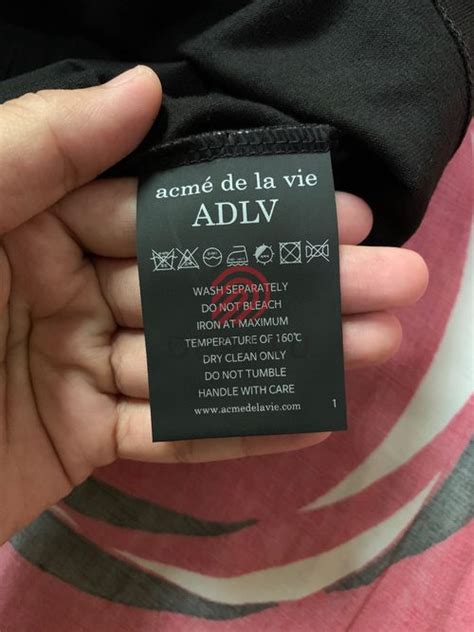 acmé de la vie
ADLV
WASH SEPARATELY
DO NOT BLEACH
IRON AT MAXIMUM
TEMPERATURE OF 160℃
DRY CLEAN ONLY
DO NOT TUMBLE
HANDLE WITH CARE
www.acmedelavie.com 1